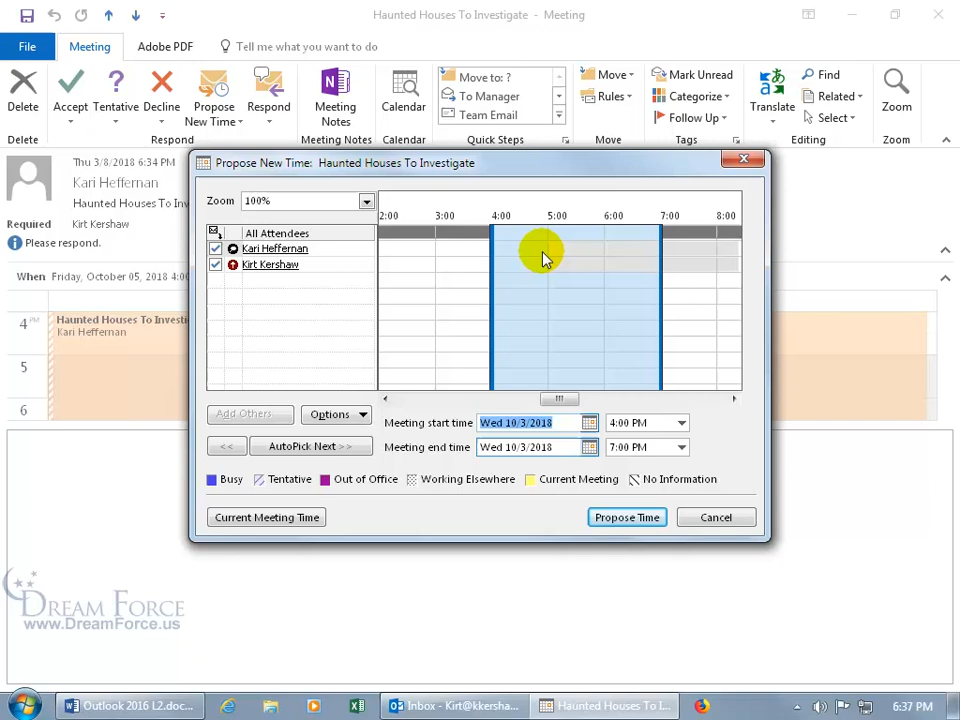 Haunted Houses To Investigate - Meeting
File Meeting Adobe PDF Tell me what you want to do
Delete Accept Tentative Decline Propose New Time Respond Meeting Notes Calendar Move to: ? To Manager Team Email Move Rules Mark Unread Categorize Follow Up Translate Find Related Select Zoom
Delete Respond Meeting Notes Calendar Quick Steps Move Tags Editing Zoom
Thu 3/8/2018 6:34 PM
Kari Heffernan
Haunted Houses To
Required Kirt Kershaw
Please respond.
When Friday, October 05, 2018 4:00
4 PM Haunted Houses To Investi
Kari Heffernan
5
6
Propose New Time: Haunted Houses To Investigate
Zoom 100%
2:00 3:00 4:00 5:00 6:00 7:00 8:00
All Attendees
Kari Heffernan
Kirt Kershaw
Add Others... Options Meeting start time Wed 10/3/2018 4:00 PM
<< AutoPick Next >> Meeting end time Wed 10/3/2018 7:00 PM
Busy Tentative Out of Office Working Elsewhere Current Meeting No Information
Current Meeting Time Propose Time Cancel
DREAM FORCE
www.DreamForce.us
Outlook 2016 L2.doc... Inbox - Kirt@kkersha... Haunted Houses To I... 6:37 PM